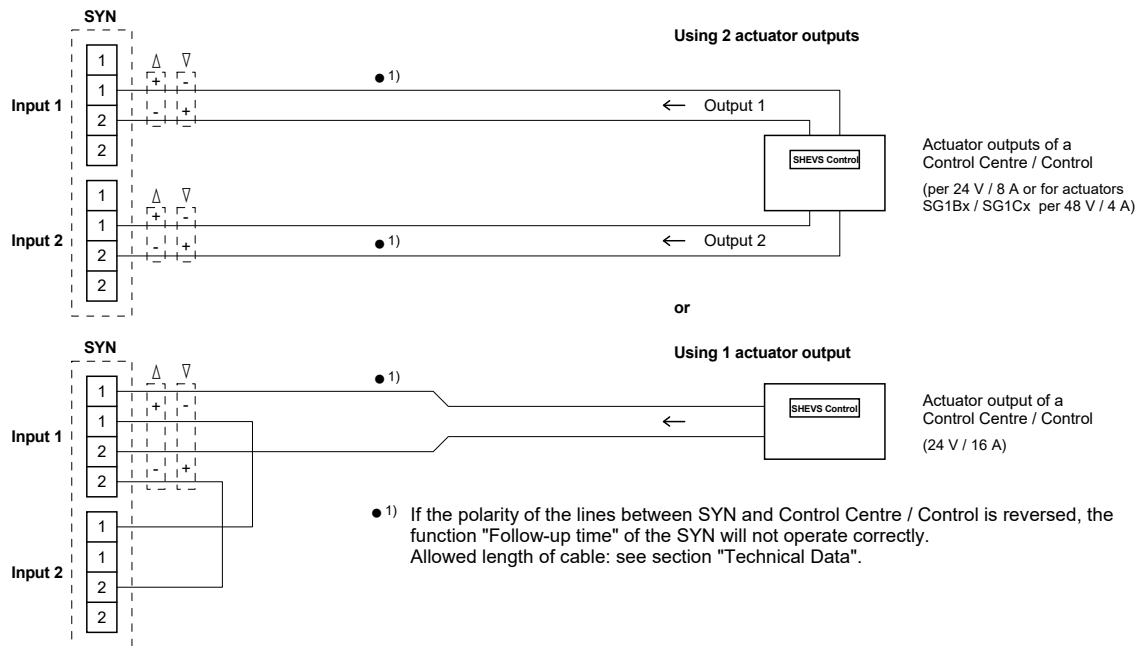 SYN
Using 2 actuator outputs
1
+ -
● 1)
1
Input 1
← Output 1
- +
2
2
SHEVS Control
Actuator outputs of a
Control Centre / Control
(per 24 V / 8 A or for actuators
SG1Bx / SG1Cx per 48 V / 4 A)
1
+ -
1
Input 2
← Output 2
- +
● 1)
2
2
or
SYN
Using 1 actuator output
● 1)
1
+ -
SHEVS Control
Actuator output of a
Control Centre / Control
(24 V / 16 A)
1
Input 1
←
2
- +
2
● 1) If the polarity of the lines between SYN and Control Centre / Control is reversed, the
function "Follow-up time" of the SYN will not operate correctly.
Allowed length of cable: see section "Technical Data".
1
1
Input 2
2
2